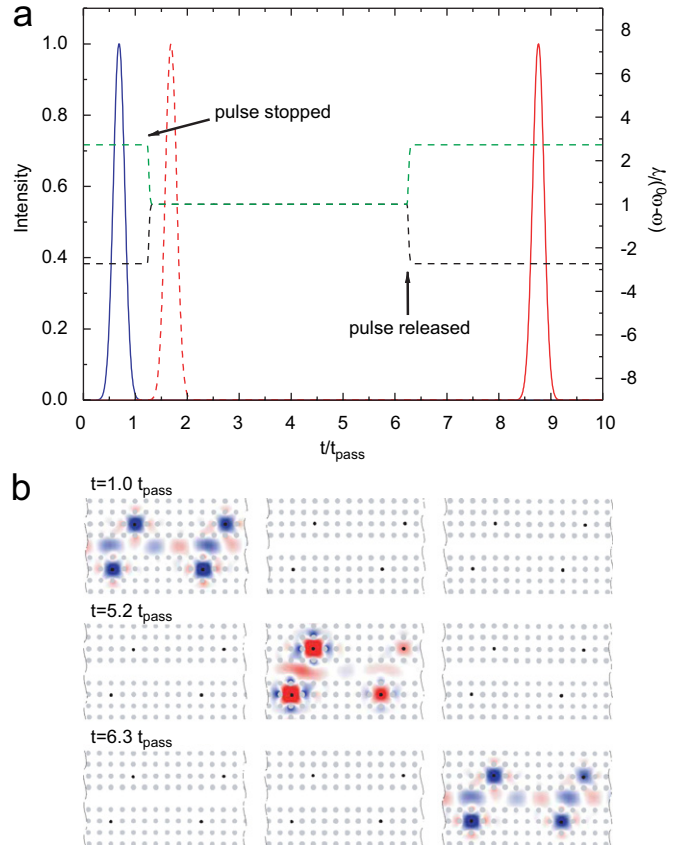 a
pulse stopped
pulse released
Intensity
1.0
0.8
0.6
0.4
0.2
0.0
8
6
4
2
1
-2
-4
-6
-8
(ω-ω0)/γ
0 1 2 3 4 5 6 7 8 9 10
t/tpass
b
t=1.0 tpass
t=5.2 tpass
t=6.3 tpass